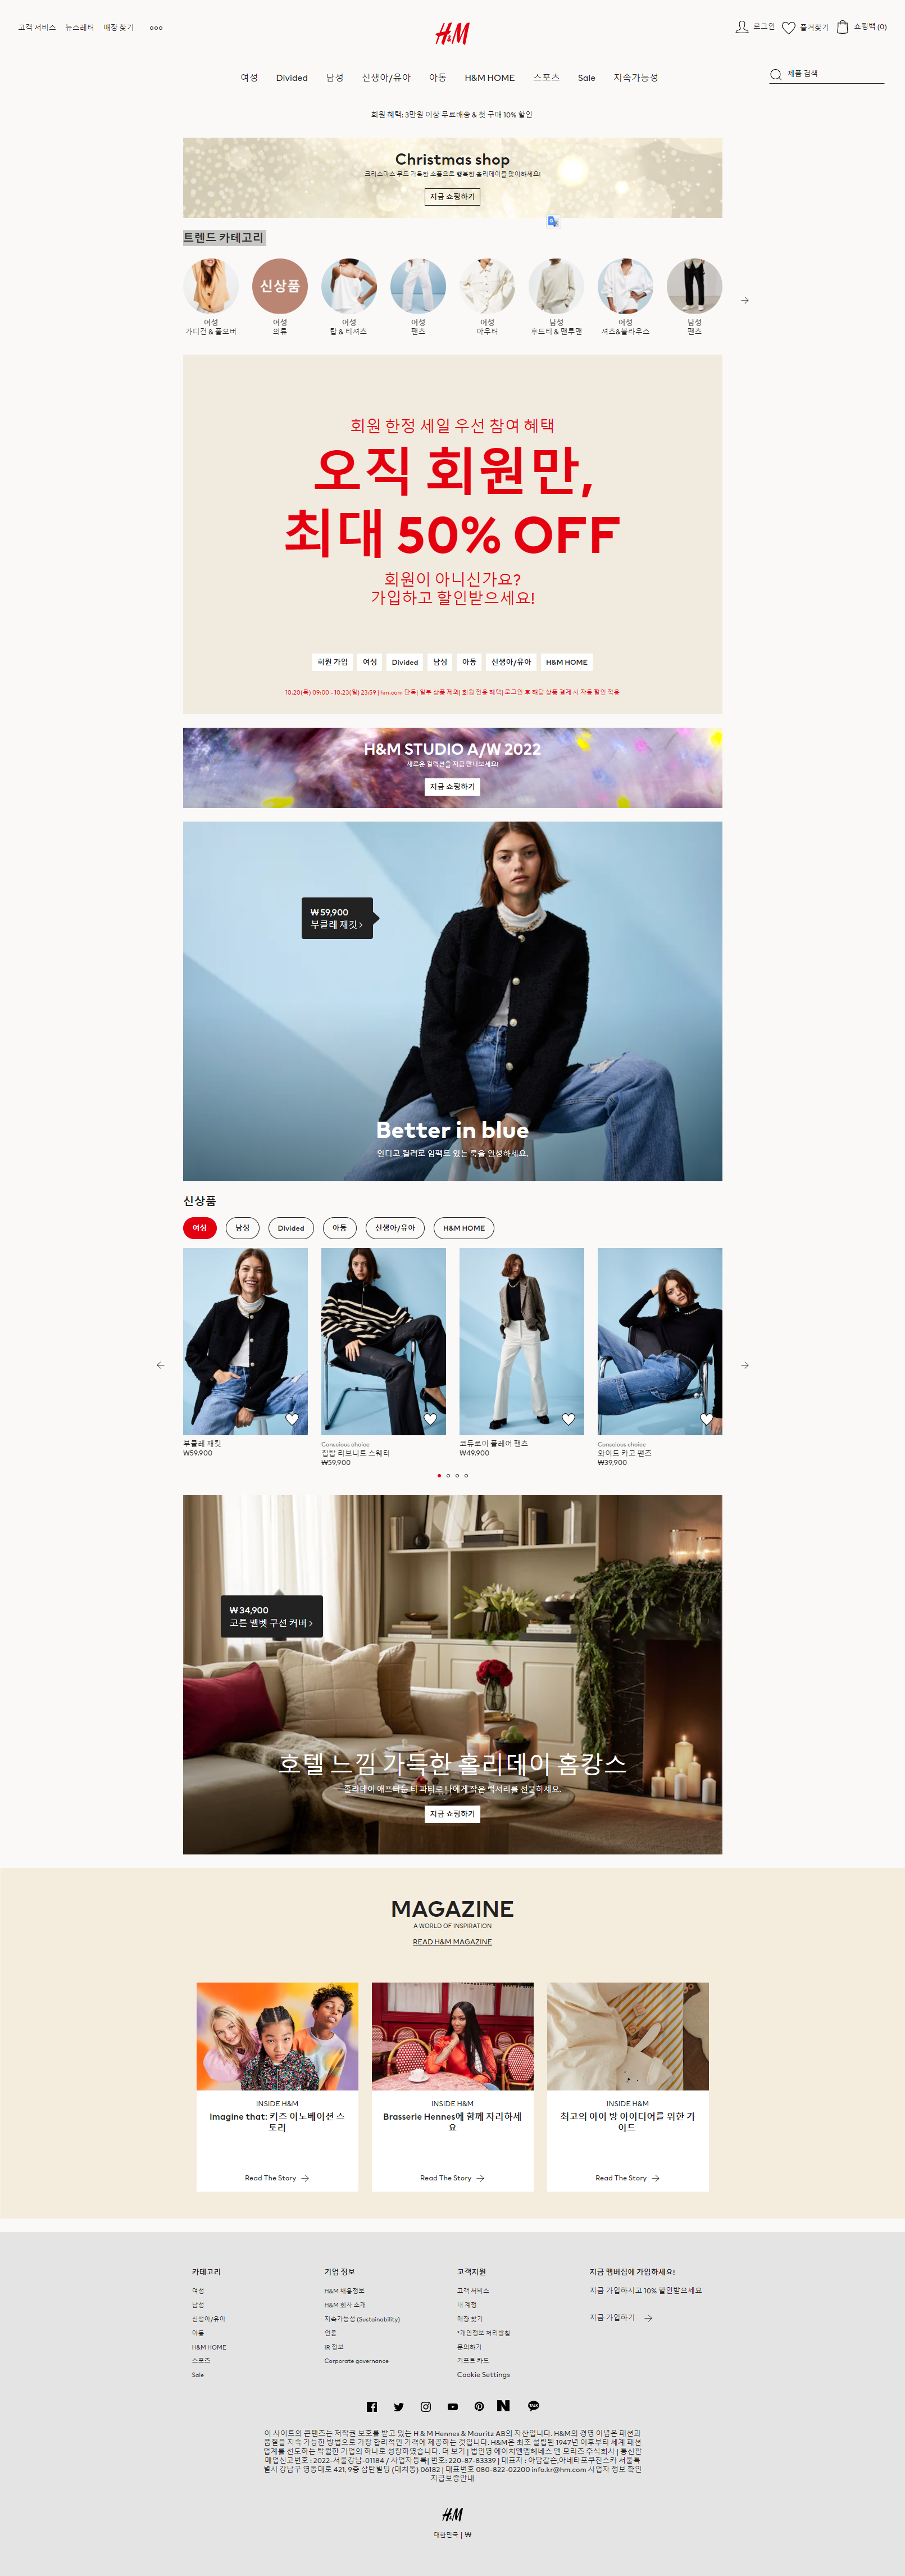 고객 서비스 뉴스레터 매장 찾기
H&M
로그인 즐겨찾기 쇼핑백 (0)
여성 Divided 남성 신생아/유아 아동 H&M HOME 스포츠 Sale 지속가능성
제품 검색
회원 혜택: 3만원 이상 무료배송 & 첫 구매 10% 할인
Christmas shop
크리스마스 무드 가득한 소품으로 행복한 홀리데이를 맞이하세요!
지금 쇼핑하기
트렌드 카테고리
신상품
여성 여성 여성 여성 여성 남성 여성 남성
가디건 & 풀오버 의류 탑 & 티셔츠 팬츠 아우터 후드티 & 맨투맨 셔츠&블라우스 팬츠
회원 한정 세일 우선 참여 혜택
오직 회원만,
최대 50% OFF
회원이 아니신가요?
가입하고 할인받으세요!
회원 가입 여성 Divided 남성 아동 신생아/유아 H&M HOME
10.20(목) 09:00 - 10.23(일) 23:59 | hm.com 단독| 일부 상품 제외| 회원 전용 혜택| 로그인 후 해당 상품 결제 시 자동 할인 적용
H&M STUDIO A/W 2022
새로운 컬렉션을 지금 만나보세요!
지금 쇼핑하기
₩ 59,900
부클레 재킷 >
Better in blue
인디고 컬러로 임팩트 있는 룩을 완성하세요.
신상품
여성 남성 Divided 아동 신생아/유아 H&M HOME
부클레 재킷
₩59,900
Conscious choice
집탑 리브니트 스웨터
₩59,900
코듀로이 플레어 팬츠
₩49,900
Conscious choice
와이드 카고 팬츠
₩39,900
₩ 34,900
코튼 벨벳 쿠션 커버 >
호텔 느낌 가득한 홀리데이 홈캉스
홀리데이 애프터눈 티 파티로 나에게 작은 럭셔리를 선물하세요.
지금 쇼핑하기
MAGAZINE
A WORLD OF INSPIRATION
READ H&M MAGAZINE
INSIDE H&M
Imagine that: 키즈 이노베이션 스
토리
Read The Story
INSIDE H&M
Brasserie Hennes에 함께 자리하세
요
Read The Story
INSIDE H&M
최고의 아이 방 아이디어를 위한 가
이드
Read The Story
카테고리
여성
남성
신생아/유아
아동
H&M HOME
스포츠
Sale
기업 정보
H&M 채용정보
H&M 회사 소개
지속가능성 (Sustainability)
언론
IR 정보
Corporate governance
고객지원
고객 서비스
내 계정
매장 찾기
*개인정보 처리방침
문의하기
기프트 카드
Cookie Settings
지금 멤버십에 가입하세요!
지금 가입하시고 10% 할인받으세요
지금 가입하기
이 사이트의 콘텐츠는 저작권 보호를 받고 있는 H & M Hennes & Mauritz AB의 자산입니다. H&M의 경영 이념은 패션과
품질을 지속 가능한 방법으로 가장 합리적인 가격에 제공하는 것입니다. H&M은 최초 설립된 1947년 이후부터 세계 패션
업계를 선도하는 탁월한 기업의 하나로 성장하였습니다. 더 보기 | 법인명 에이치앤엠헤네스 앤 모리츠 주식회사 | 통신판
매업신고번호 : 2022-서울강남-01184 / 사업자등록| 번호: 220-87-83339 | 대표자 : 아담칼슨,아네타포쿠진스카 서울특
별시 강남구 영동대로 421, 9층 삼탄빌딩 (대치동) 06182 | 대표번호 080-822-02200 info.kr@hm.com 사업자 정보 확인
지급보증안내
H&M
대한민국 | ₩